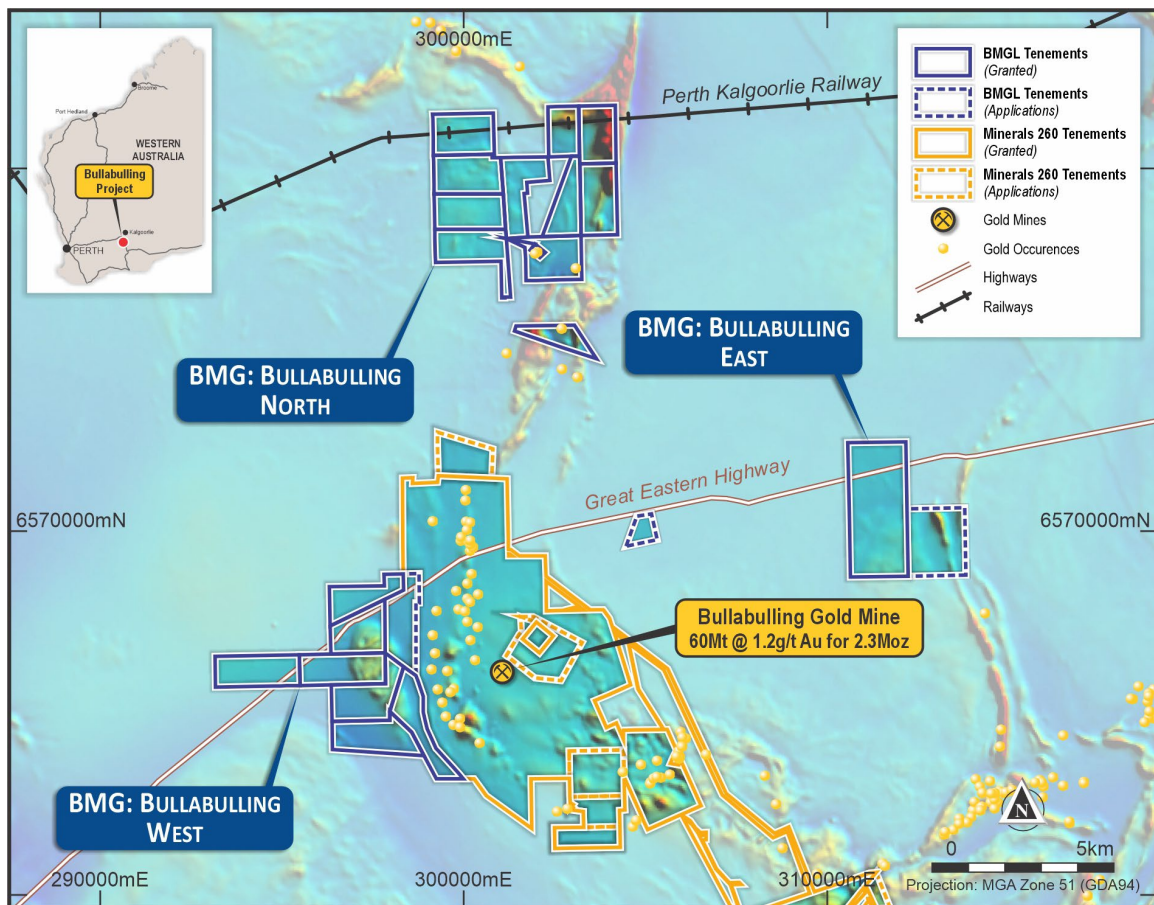 300000mE
Perth Kalgoorlie Railway
Broome
Port Hedland
WESTERN
AUSTRALIA
Bullabulling
Project
Kalgoorlie
PERTH
BMGL Tenements
(Granted)
BMGL Tenements
(Applications)
Minerals 260 Tenements
(Granted)
Minerals 260 Tenements
(Applications)
Gold Mines
Gold Occurences
Highways
Railways
BMG: BULLABULLING
NORTH
BMG: BULLABULLING
EAST
Great Eastern Highway
6570000mN
6570000mN
Bullabulling Gold Mine
60Mt @ 1.2g/t Au for 2.3Moz
BMG: BULLABULLING
WEST
N
0 5km
290000mE
300000mE
310000mE
Projection: MGA Zone 51 (GDA94)